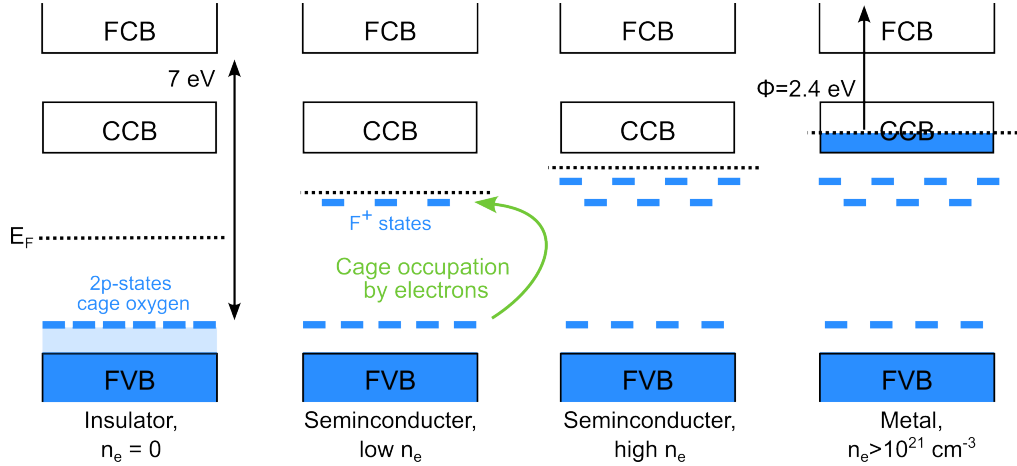 FCB
FCB
FCB
FCB
7 eV
Φ=2.4 eV
CCB
CCB
CCB
CCB
F⁺ states
E_F
Cage occupation
by electrons
2p-states
cage oxygen
FVB
FVB
FVB
FVB
Insulator,
nₑ = 0
Seminconducter,
low nₑ
Seminconducter,
high nₑ
Metal,
nₑ>10²¹ cm⁻³